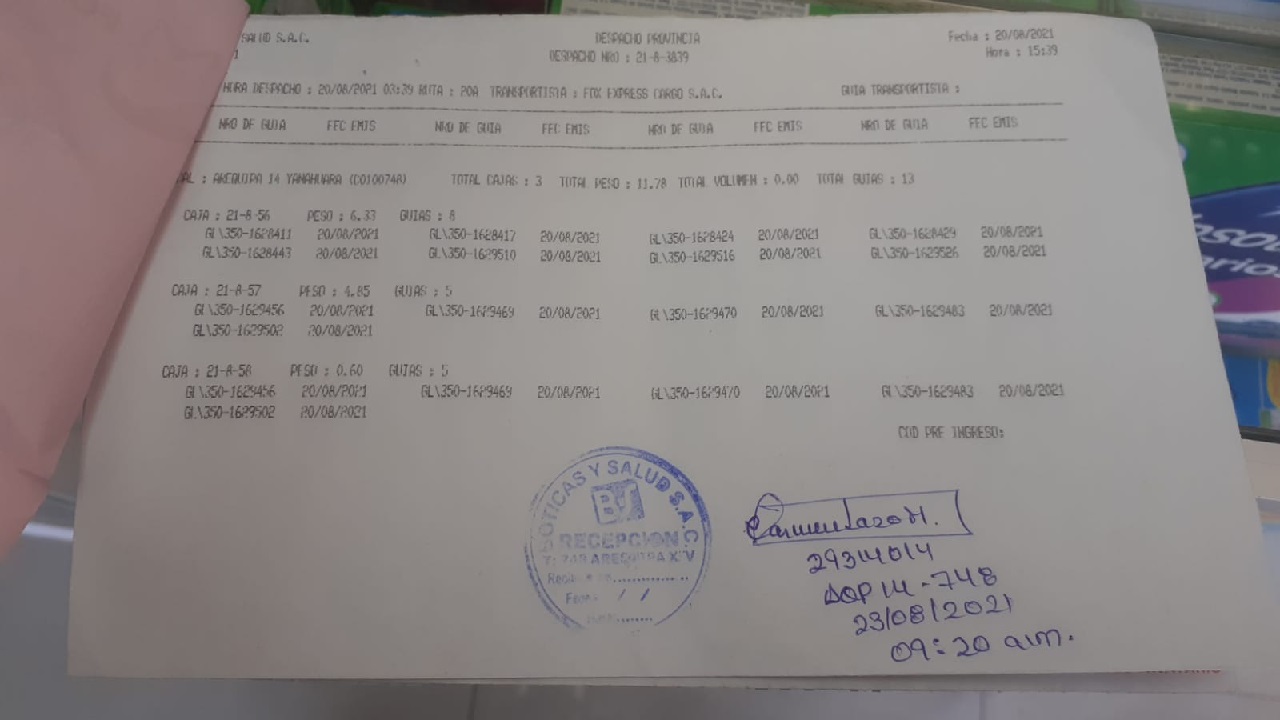 SALUD S.A.C. DESPACHO PROVINCIA Fecha : 20/08/2021
DESPACHO NRO : 21-8-3839 Hora : 15:39
HORA DESPACHO : 20/08/2021 03:39 RUTA : 20A TRANSPORTISTA : FOX EXPRESS CARGO S.A.C. GUIA TRANSPORTISTA :
NRO DE GUIA FEC EMIS NRO DE GUIA FEC EMIS NRO DE GUIA FEC EMIS NRO DE GUIA FEC EMIS
AL : AREQUIPA 14 YANAHUARA (C0100748) TOTAL CAJAS : 3 TOTAL PESO : 11.78 TOTAL VOLUMEN : 0.00 TOTAL GUIAS : 13
CAJA : 21-8-56 PESO : 6.33 GUIAS : 8
GL\350-1628411 20/08/2021 GL\350-1628417 20/08/2021 GL\350-1628424 20/08/2021 GL\350-1628429 20/08/2021
GL\350-1628443 20/08/2021 GL\350-1629510 20/08/2021 GL\350-1629516 20/08/2021 GL\350-1629526 20/08/2021
CAJA : 21-8-57 PESO : 4.85 GUIAS : 5
GL\350-1629456 20/08/2021 GL\350-1629469 20/08/2021 GL\350-1629470 20/08/2021 GL\350-1629483 20/08/2021
GL\350-1629502 20/08/2021
CAJA : 21-8-58 PESO : 0.60 GUIAS : 5
GL\350-1629456 20/08/2021 GL\350-1629469 20/08/2021 GL\350-1629470 20/08/2021 GL\350-1629483 20/08/2021
GL\350-1629502 20/08/2021
COD PRE INGRESO:
BOTICAS Y SALUD S.A.C.
BS
RECEPCION
T: 748 AREQUIPA XIV
Fecha / /
Carmen Lazo H.
29314014
AQP 14-748
23/08/2021
09:20 a.m.